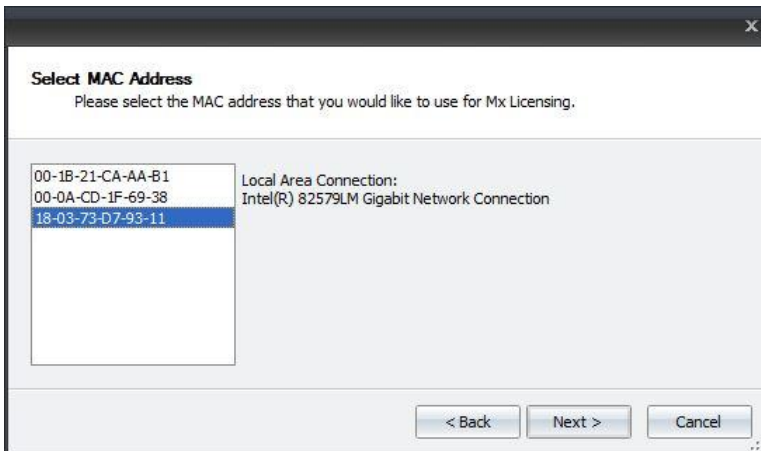 x
Select MAC Address
Please select the MAC address that you would like to use for Mx Licensing.
00-1B-21-CA-AA-B1
00-0A-CD-1F-69-38
18-03-73-D7-93-11
Local Area Connection:
Intel(R) 82579LM Gigabit Network Connection
< Back
Next >
Cancel